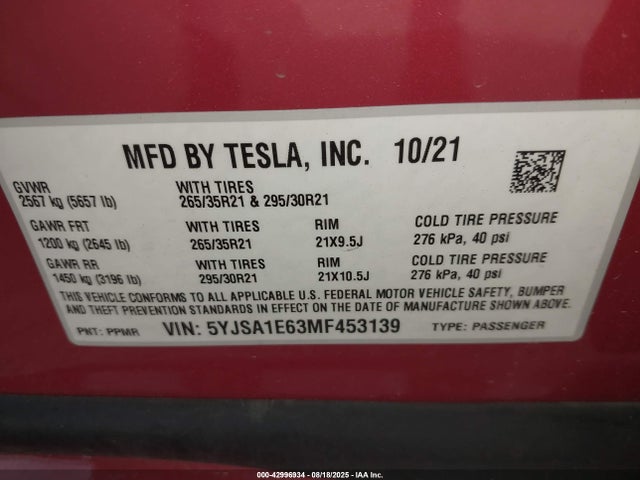 MFD BY TESLA, INC. 10/21
GVWR WITH TIRES
2567 kg (5657 lb) 265/35R21 & 295/30R21
GAWR FRT WITH TIRES RIM COLD TIRE PRESSURE
1200 kg (2645 lb) 265/35R21 21X9.5J 276 kPa, 40 psi
GAWR RR WITH TIRES RIM COLD TIRE PRESSURE
1450 kg (3196 lb) 295/30R21 21X10.5J 276 kPa, 40 psi
THIS VEHICLE CONFORMS TO ALL APPLICABLE U.S. FEDERAL MOTOR VEHICLE SAFETY, BUMPER
AND THEFT PREVENTION STANDARDS IN EFFECT ON THE DATE OF MANUFACTURE SHOWN ABOVE.
PNT: PPMR VIN: 5YJSA1E63MF453139 TYPE: PASSENGER
000-42996934 - 08/18/2025 - IAA Inc.